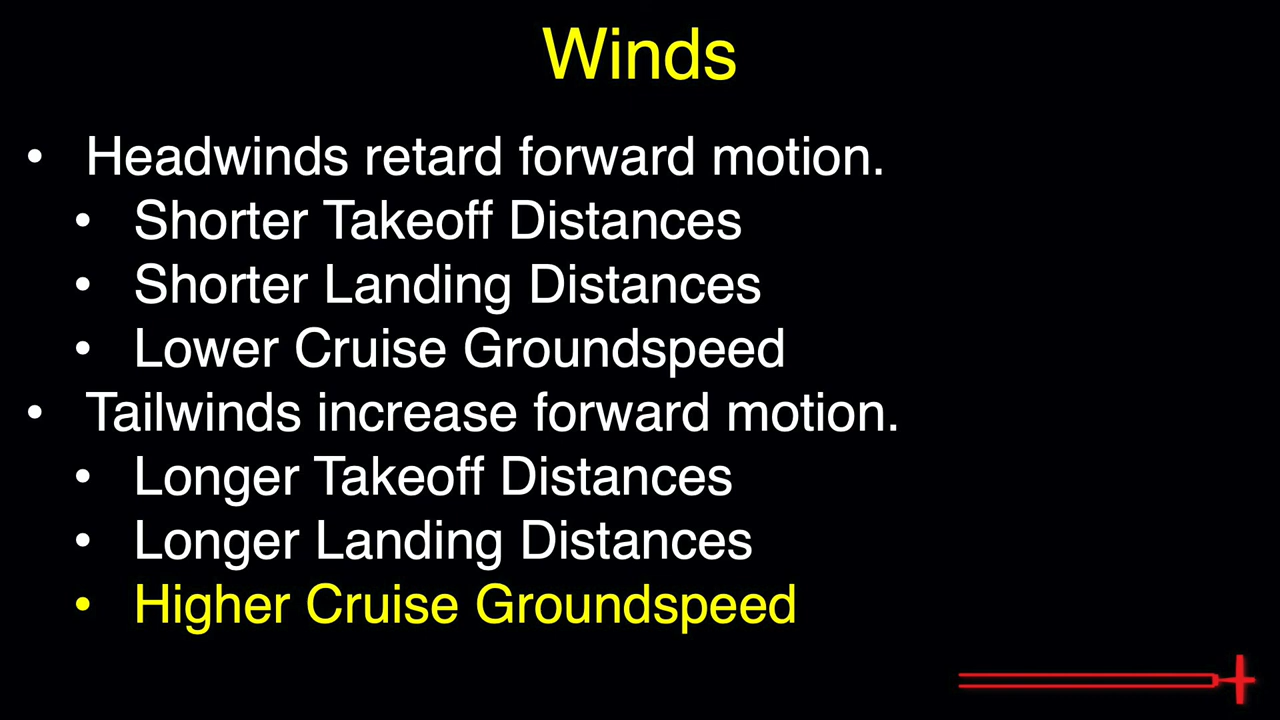 Winds
• Headwinds retard forward motion.
• Shorter Takeoff Distances
• Shorter Landing Distances
• Lower Cruise Groundspeed
• Tailwinds increase forward motion.
• Longer Takeoff Distances
• Longer Landing Distances
• Higher Cruise Groundspeed